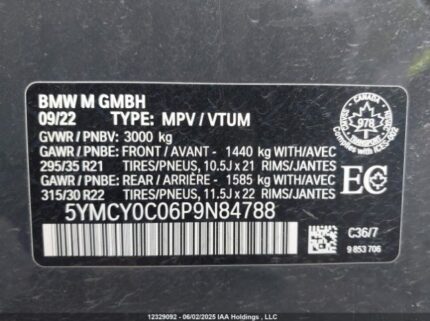 BMW M GMBH
09/22 TYPE: MPV / VTUM
GVWR / PNBV: 3000 kg
GAWR / PNBE: FRONT / AVANT - 1440 kg WITH/AVEC
295/35 R21 TIRES/PNEUS, 10.5J x 21 RIMS/JANTES
GAWR / PNBE: REAR / ARRIÈRE - 1585 kg WITH/AVEC
315/30 R22 TIRES/PNEUS, 11.5J x 22 RIMS/JANTES
5YMCY0C06P9N84788
CANADA
978
TRANSPORT
EC
C36/7
9 853 706
12329092 - 06/02/2025 IAA Holdings , LLC